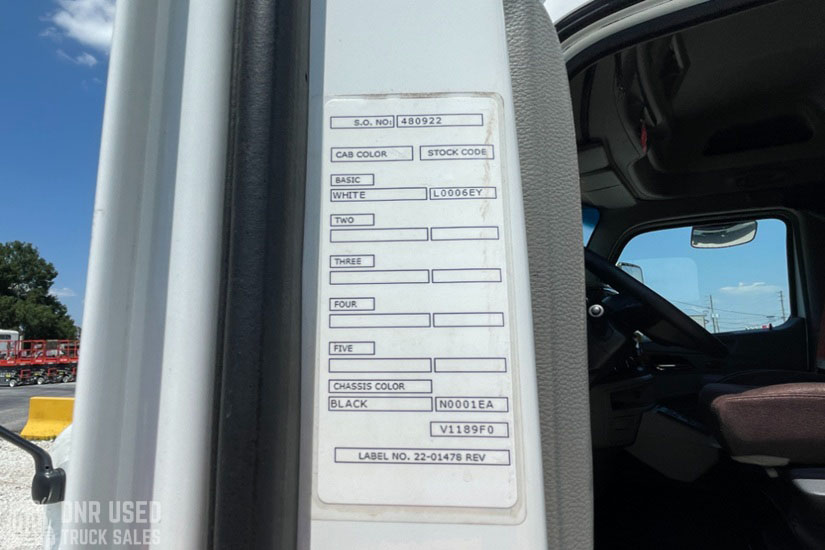 S.O. NO: 480922
CAB COLOR STOCK CODE
BASIC
WHITE L0006EY
TWO
THREE
FOUR
FIVE
CHASSIS COLOR
BLACK N0001EA
V1189F0
LABEL NO. 22-01478 REV
DNR USED
TRUCK SALES